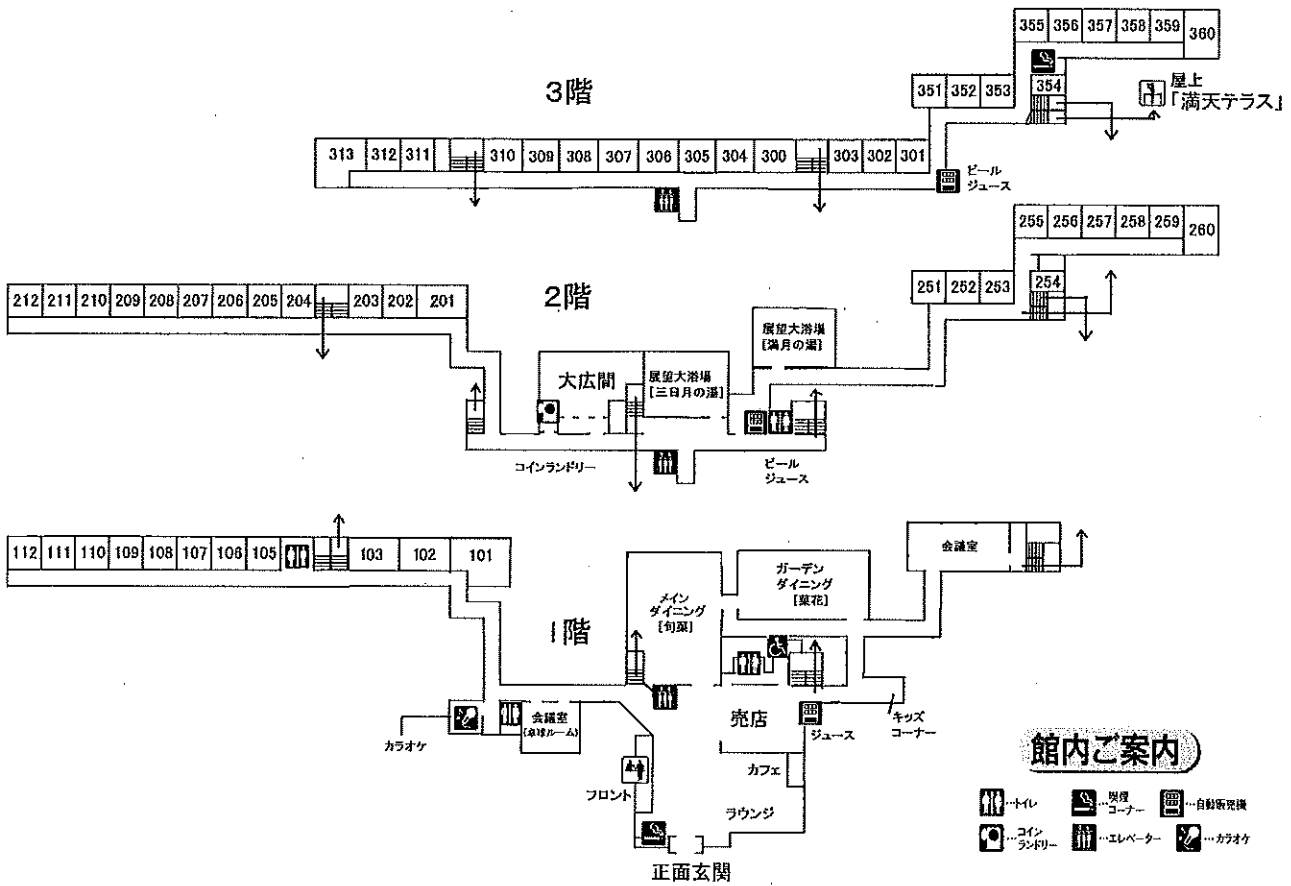 355 356 357 358 359 360
3階
351 352 353
354
屋上
「満天テラス」
313 312 311 310 309 308 307 306 305 304 300 303 302 301
ビール
ジュース
255 256 257 258 259 260
251 252 253
254
212 211 210 209 208 207 206 205 204 203 202 201
2階
展望大浴場
[満月の湯]
大広間
展望大浴場
[三日月の湯]
コインランドリー
ビール
ジュース
112 111 110 109 108 107 106 105 103 102 101
1階
メイン
ダイニング
[旬菜]
ガーデン
ダイニング
[菜花]
会議室
カラオケ
会議室
(卓球ルーム)
売店
ジュース
キッズ
コーナー
フロント
カフェ
ラウンジ
正面玄関
館内ご案内
…トイレ
…喫煙
コーナー
…自動販売機
…コイン
ランドリー
…エレベーター
…カラオケ